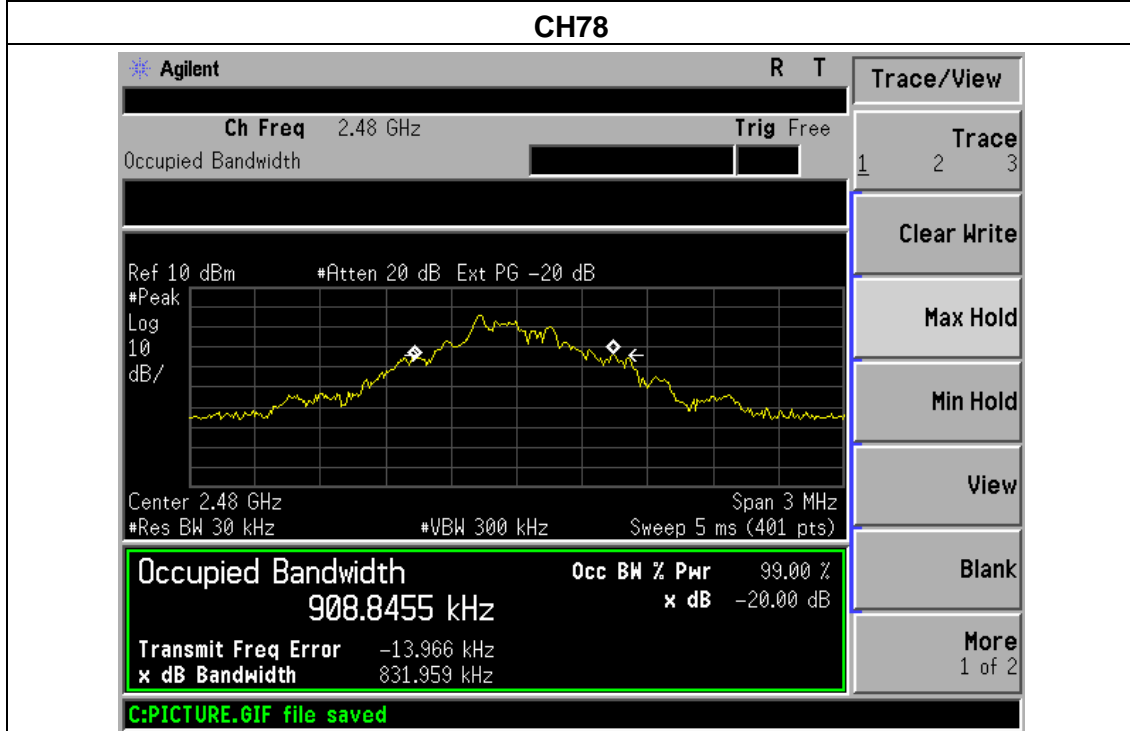 CH78
Agilent R T
Trace/View
Ch Freq 2.48 GHz Trig Free
Occupied Bandwidth
Trace
1 2 3
Clear Write
Ref 10 dBm #Atten 20 dB Ext PG -20 dB
#Peak
Log
10
dB/
Max Hold
Min Hold
View
Center 2.48 GHz Span 3 MHz
#Res BW 30 kHz #VBW 300 kHz Sweep 5 ms (401 pts)
Occupied Bandwidth
908.8455 kHz
Occ BW % Pwr 99.00 %
x dB -20.00 dB
Transmit Freq Error -13.966 kHz
x dB Bandwidth 831.959 kHz
Blank
More
1 of 2
C:PICTURE.GIF file saved